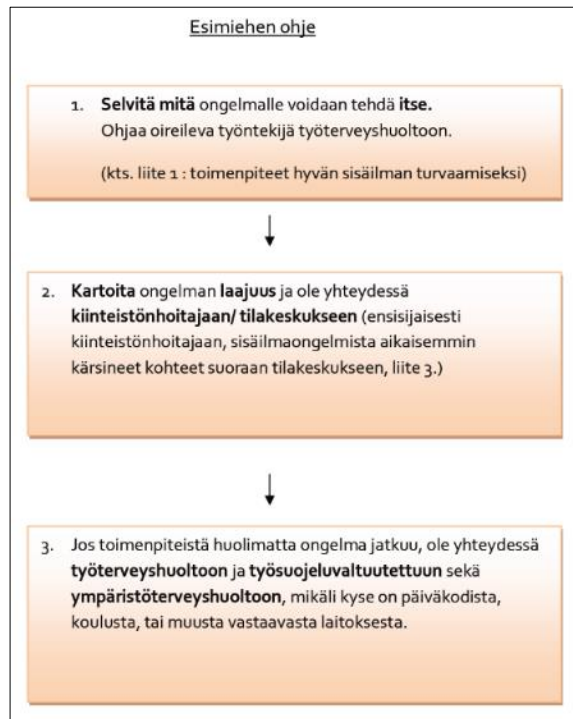 Esimiehen ohje
1. Selvitä mitä ongelmalle voidaan tehdä itse.
Ohjaa oireileva työntekijä työterveyshuoltoon.
(kts. liite 1 : toimenpiteet hyvän sisäilman turvaamiseksi)
2. Kartoita ongelman laajuus ja ole yhteydessä
kiinteistönhoitajaan/ tilakeskukseen (ensisijaisesti
kiinteistönhoitajaan, sisäilmaongelmista aikaisemmin
kärsineet kohteet suoraan tilakeskukseen, liite 3.)
3. Jos toimenpiteistä huolimatta ongelma jatkuu, ole yhteydessä
työterveyshuoltoon ja työsuojeluvaltuutettuun sekä
ympäristöterveyshuoltoon, mikäli kyse on päiväkodista,
koulusta, tai muusta vastaavasta laitoksesta.